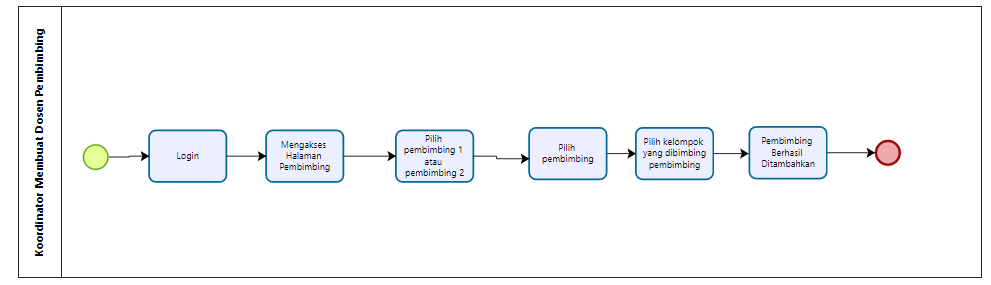 Koordinator Membuat Dosen Pembimbing
Login
Mengakses
Halaman
Pembimbing
Pilih
pembimbing 1
atau
pembimbing 2
Pilih
pembimbing
Pilih kelompok
yang dibimbing
pembimbing
Pembimbing
Berhasil
Ditambahkan